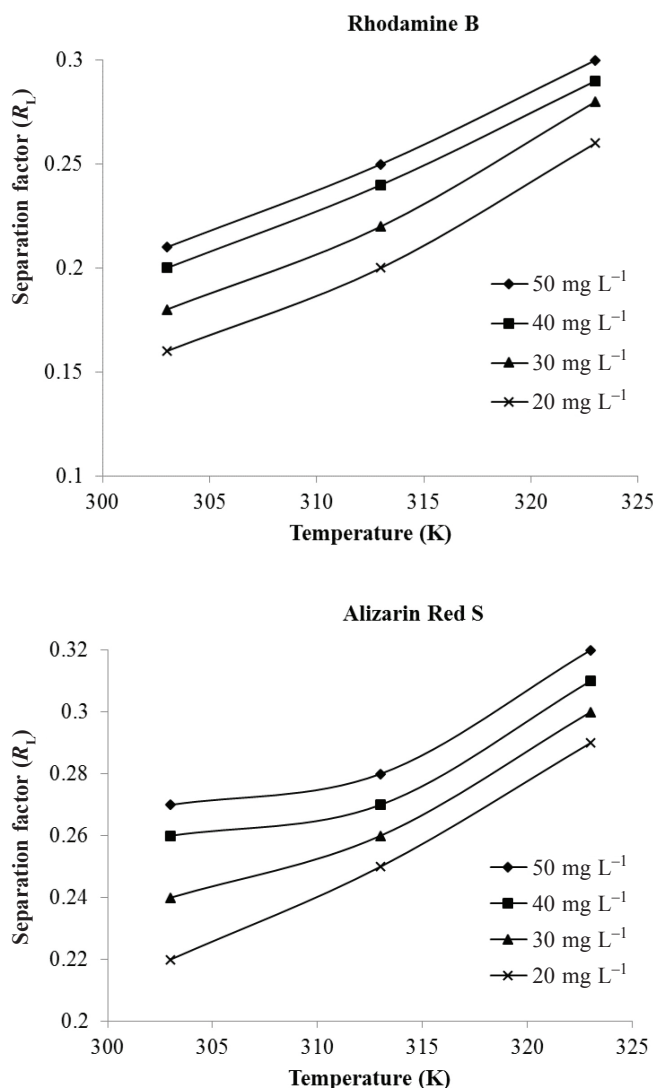 Rhodamine B
Separation factor (R_L)
0.3
0.25
0.2
0.15
0.1
50 mg L⁻¹
40 mg L⁻¹
30 mg L⁻¹
20 mg L⁻¹
300 305 310 315 320 325
Temperature (K)
Alizarin Red S
Separation factor (R_L)
0.32
0.3
0.28
0.26
0.24
0.22
0.2
50 mg L⁻¹
40 mg L⁻¹
30 mg L⁻¹
20 mg L⁻¹
300 305 310 315 320 325
Temperature (K)